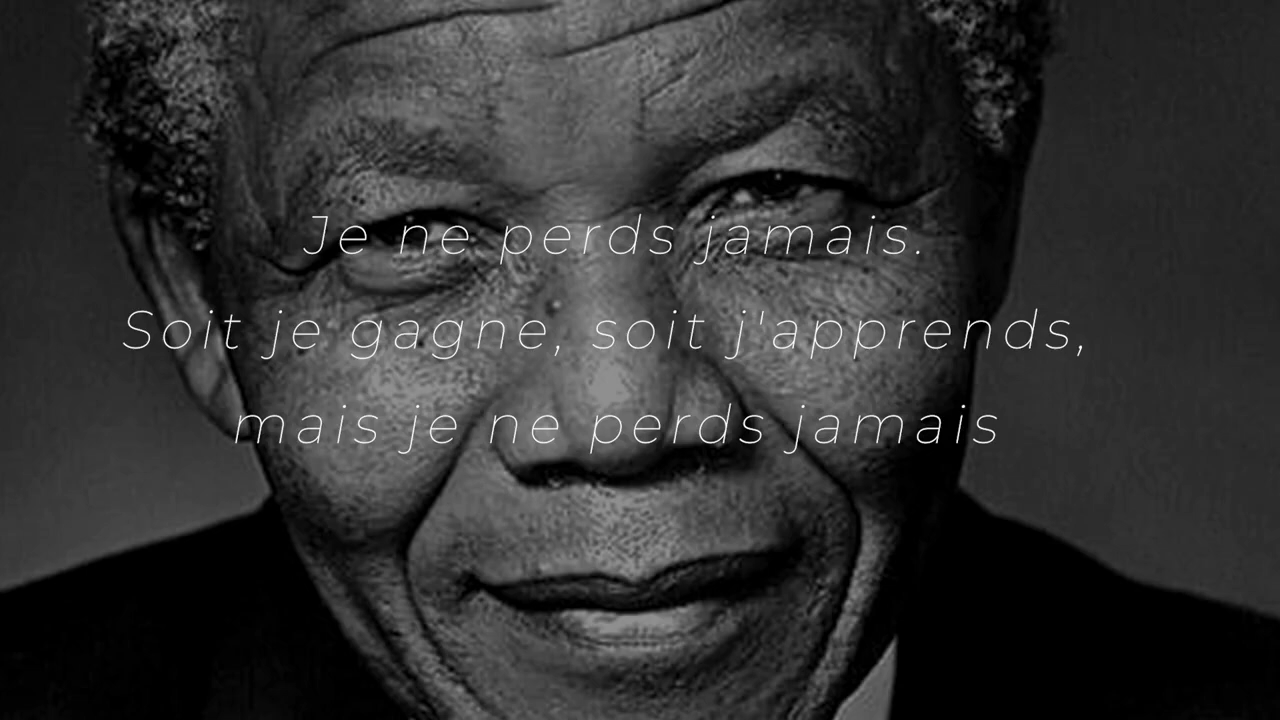 Je ne perds jamais.
Soit je gagne, soit j'apprends,
mais je ne perds jamais